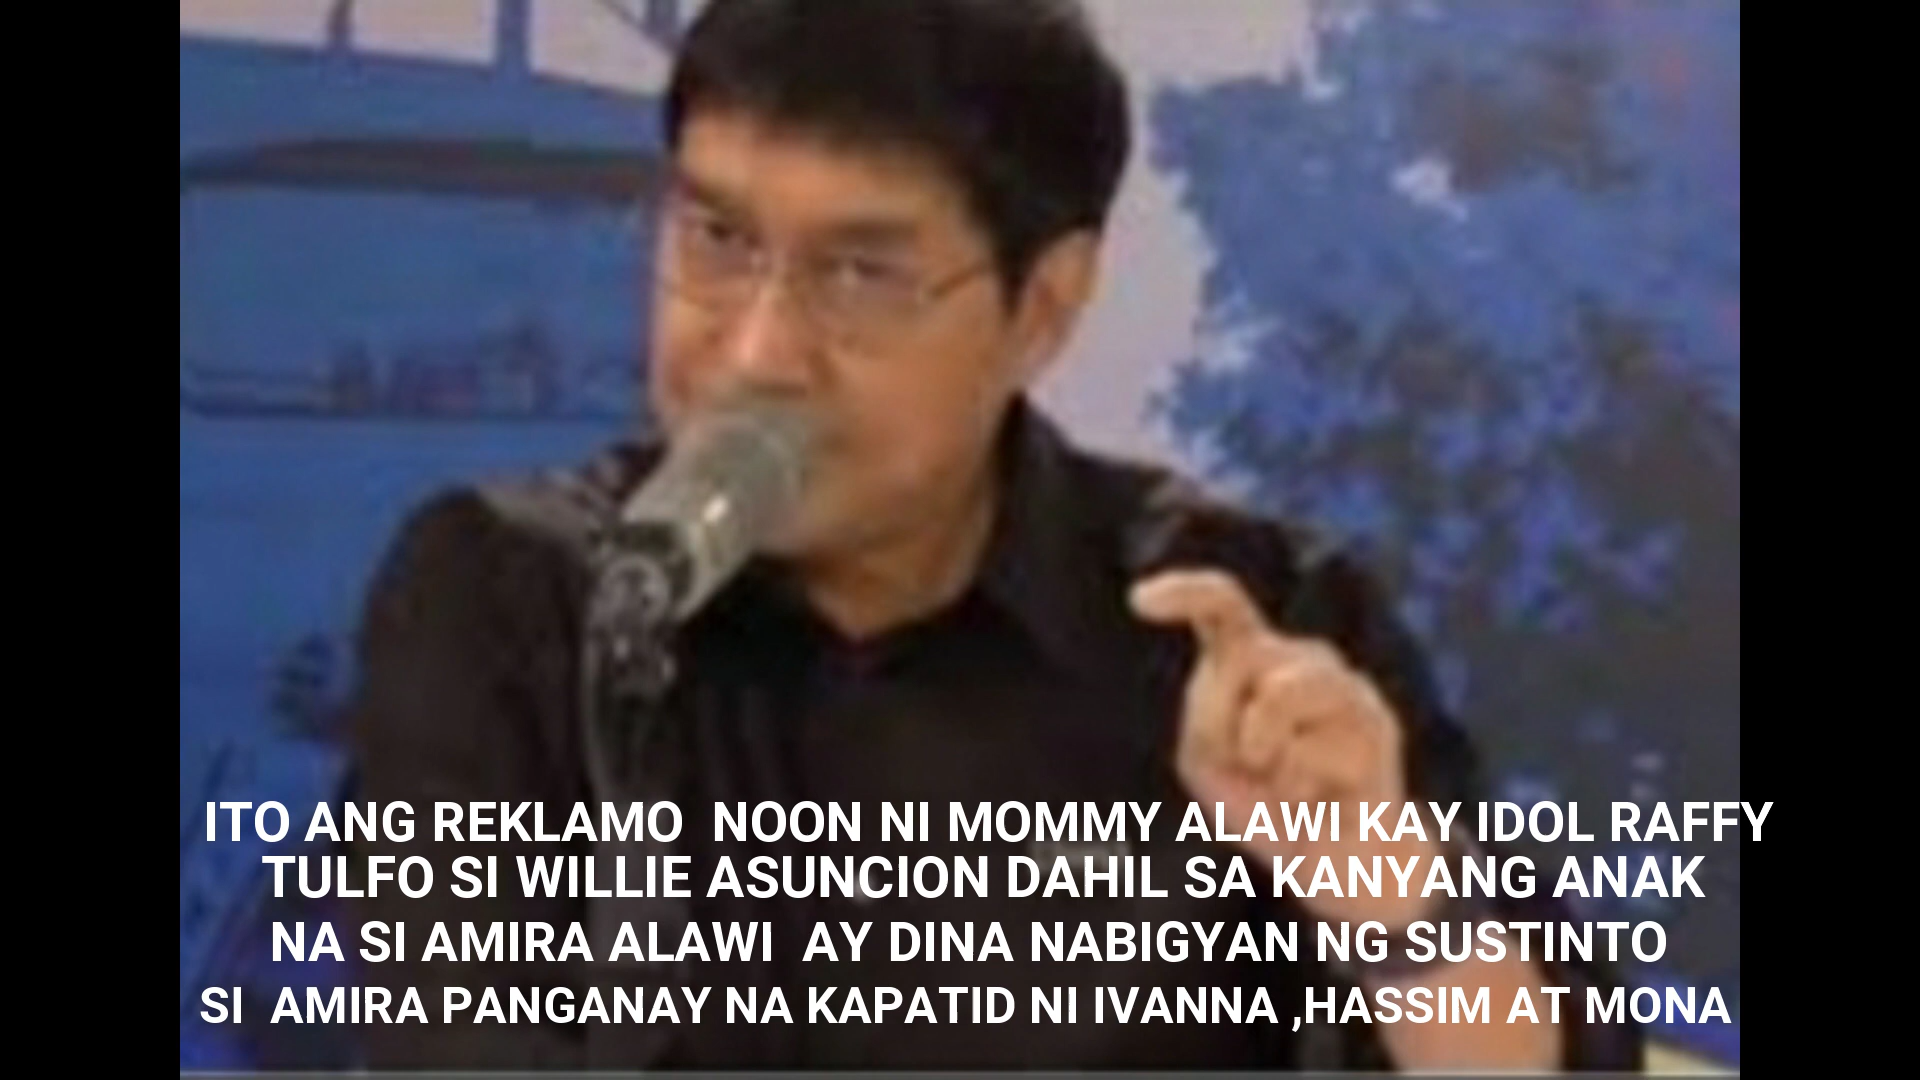 ITO ANG REKLAMO NOON NI MOMMY ALAWI KAY IDOL RAFFY
TULFO SI WILLIE ASUNCION DAHIL SA KANYANG ANAK
NA SI AMIRA ALAWI AY DINA NABIGYAN NG SUSTINTO
SI AMIRA PANGANAY NA KAPATID NI IVANNA ,HASSIM AT MONA